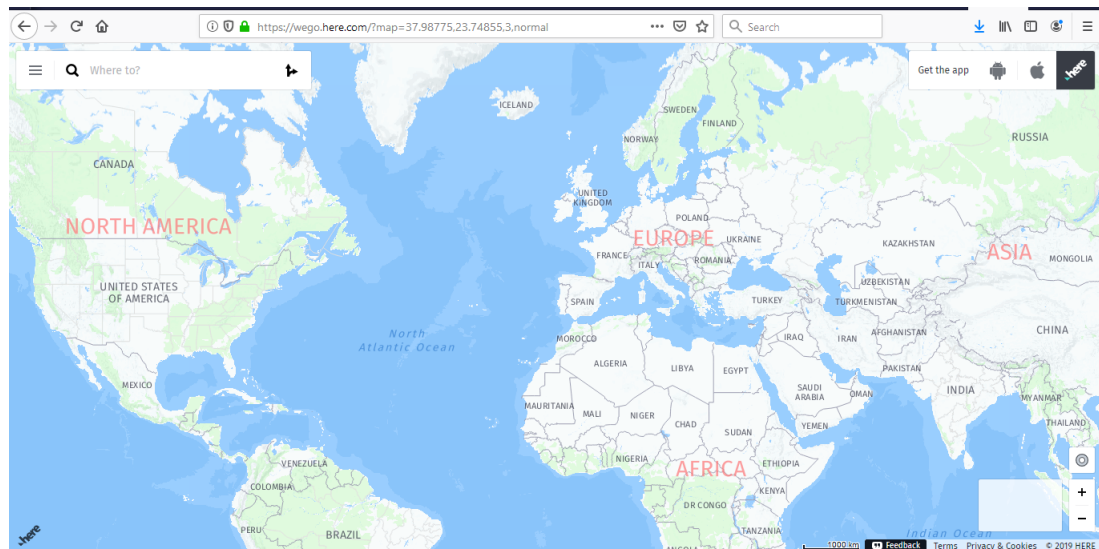 https://wego.here.com/?map=37.98775,23.74855,3,normal
Search
Where to?
Get the app
here
ICELAND
SWEDEN
FINLAND
NORWAY
RUSSIA
CANADA
UNITED
KINGDOM
NORTH AMERICA
POLAND
EUROPE
UKRAINE
KAZAKHSTAN
ASIA
MONGOLIA
FRANCE
ITALY
ROMANIA
UNITED STATES
OF AMERICA
UZBEKISTAN
SPAIN
TURKEY
TURKMENISTAN
North
Atlantic Ocean
MOROCCO
IRAQ
IRAN
AFGHANISTAN
CHINA
ALGERIA
LIBYA
EGYPT
PAKISTAN
MEXICO
SAUDI
ARABIA
OMAN
INDIA
MYANMAR
MAURITANIA
MALI
NIGER
CHAD
SUDAN
YEMEN
THAILAND
VENEZUELA
NIGERIA
AFRICA
ETHIOPIA
COLOMBIA
KENYA
DR CONGO
PERU
BRAZIL
TANZANIA
Indian Ocean
ANGOLA
here
1000 km
Feedback
Terms
Privacy & Cookies
© 2019 HERE